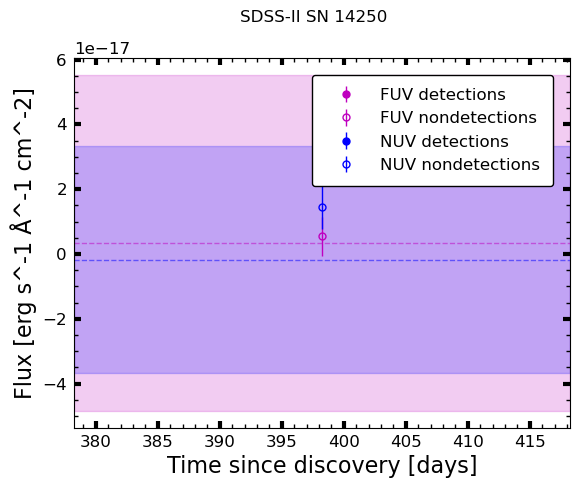 SDSS-II SN 14250
1e−17
6
4
2
0
−2
−4
FUV detections
FUV nondetections
NUV detections
NUV nondetections
Flux [erg s^-1 Å^-1 cm^-2]
380 385 390 395 400 405 410 415
Time since discovery [days]